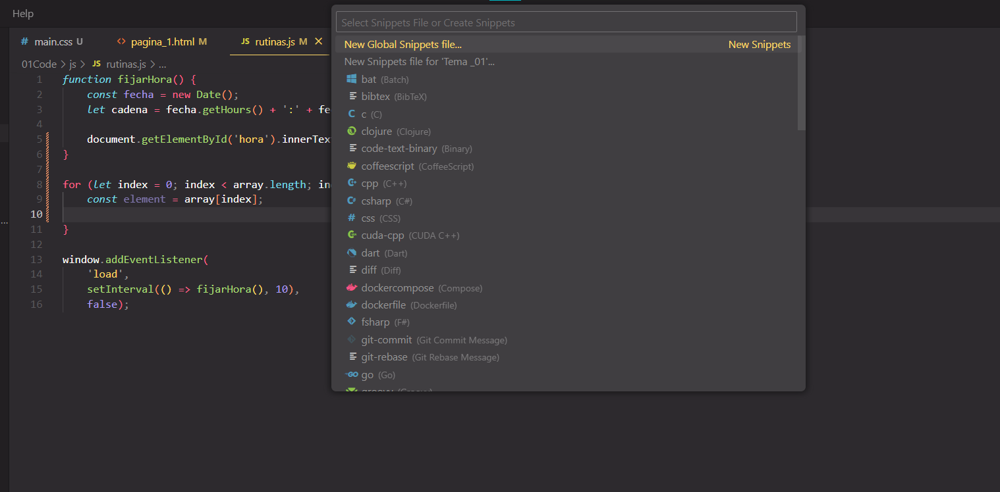 Help
# main.css U
<> pagina_1.html M
JS rutinas.js M ×
01Code > js > JS rutinas.js > ...
1 function fijarHora() {
2 const fecha = new Date();
3 let cadena = fecha.getHours() + ':' + fe
4
5 document.getElementById('hora').innerTex
6 }
7
8 for (let index = 0; index < array.length; in
9 const element = array[index];
10
11 }
12
13 window.addEventListener(
14 'load',
15 setInterval(() => fijarHora(), 10),
16 false);
Select Snippets File or Create Snippets
New Global Snippets file... New Snippets
New Snippets file for 'Tema _01'...
bat (Batch)
bibtex (BibTeX)
c (C)
clojure (Clojure)
code-text-binary (Binary)
coffeescript (CoffeeScript)
cpp (C++)
csharp (C#)
css (CSS)
cuda-cpp (CUDA C++)
dart (Dart)
diff (Diff)
dockercompose (Compose)
dockerfile (Dockerfile)
fsharp (F#)
git-commit (Git Commit Message)
git-rebase (Git Rebase Message)
go (Go)